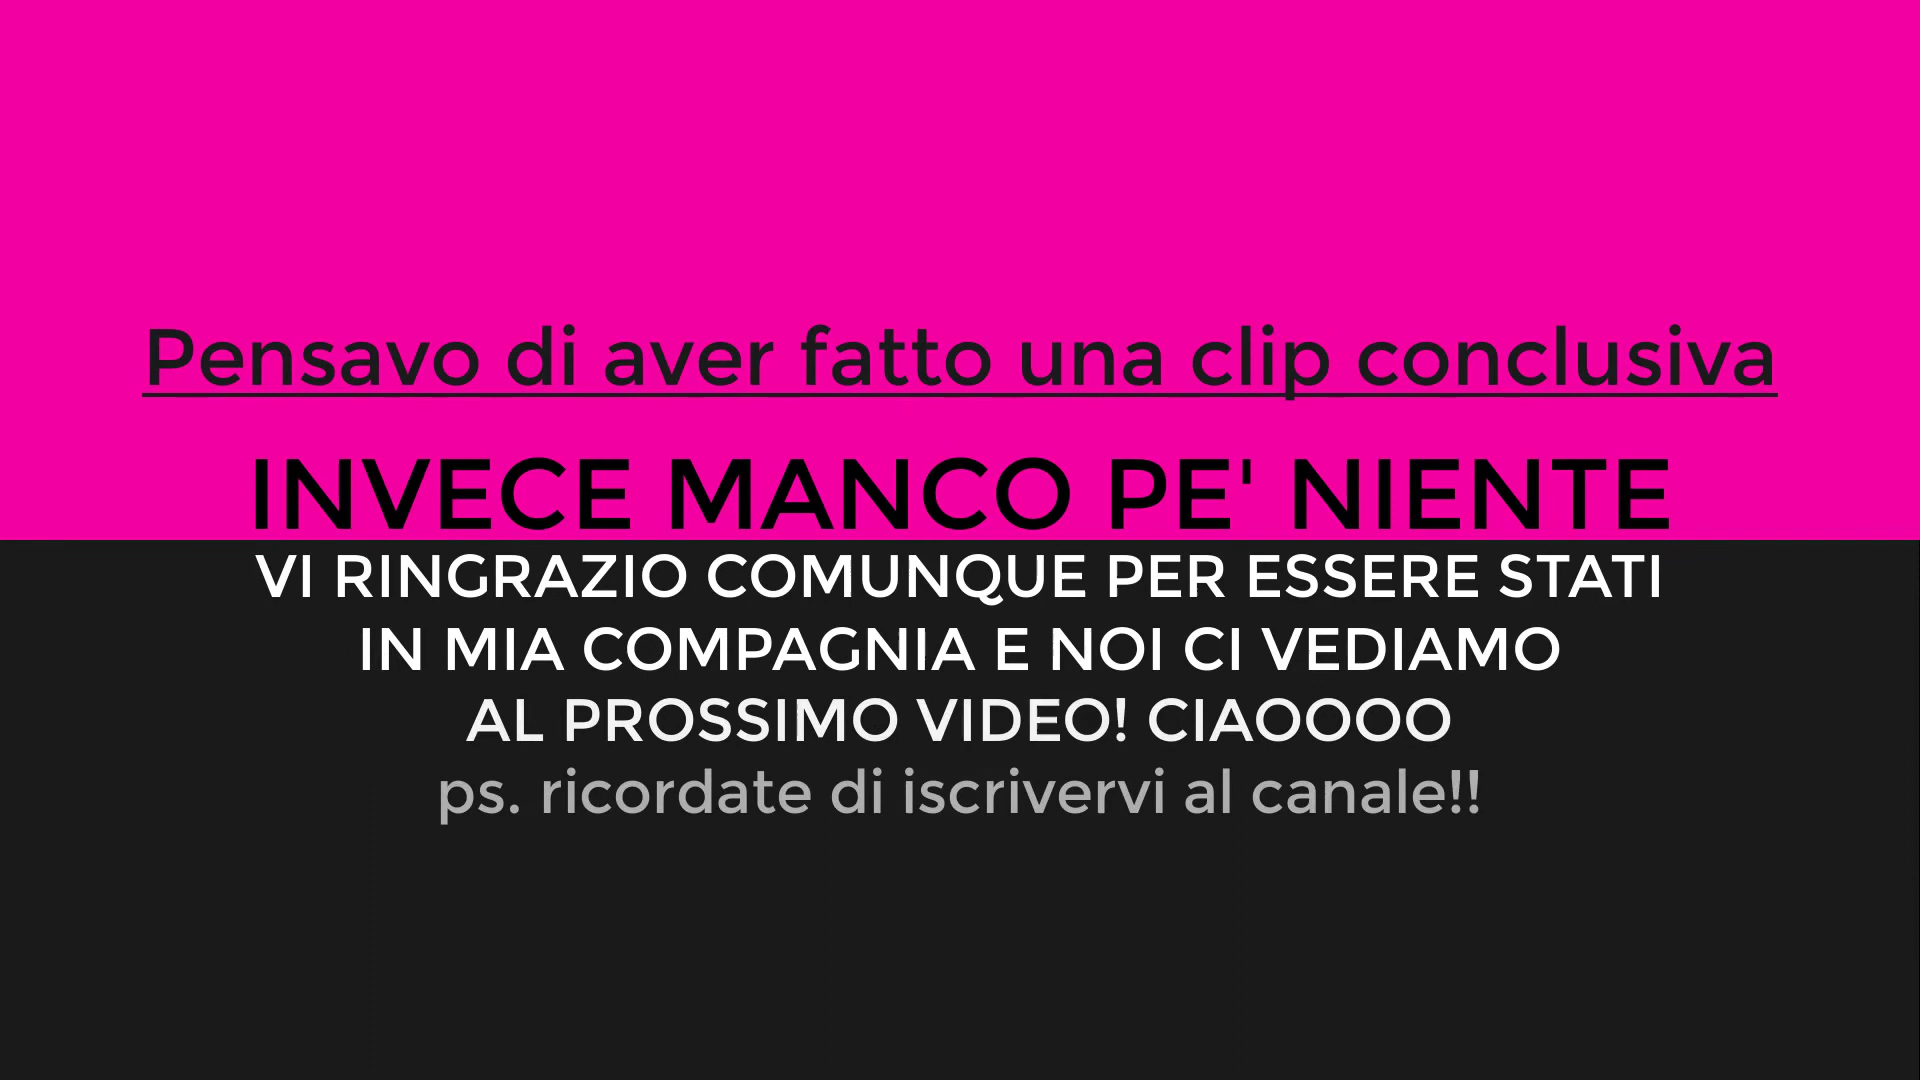 Pensavo di aver fatto una clip conclusiva
INVECE MANCO PE' NIENTE
VI RINGRAZIO COMUNQUE PER ESSERE STATI
IN MIA COMPAGNIA E NOI CI VEDIAMO
AL PROSSIMO VIDEO! CIAOOOO
ps. ricordate di iscrivervi al canale!!